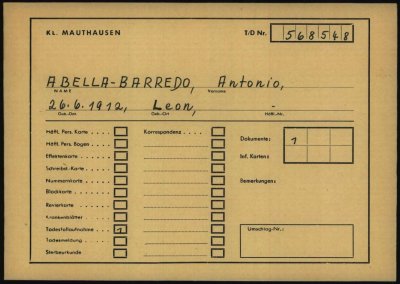 KL. MAUTHAUSEN T/D Nr. 568548
ABELLA-BARREDO, Antonio,
NAME Vorname
26.6.1912, Leon, -
Geb.-Dat. Geb.-Ort Häftl.-Nr.
Häftl. Pers. Karte Korrespondenz Dokumente: 1
Häftl. Pers. Bogen Inf. Karten:
Effektenkarte
Schreibst. Karte Bemerkungen:
Nummernkarte
Blockkarte
Revierkarte
Krankenblätter
Todesfallaufnahme 1 Umschlag-Nr.:
Todesmeldung
Sterbeurkunde